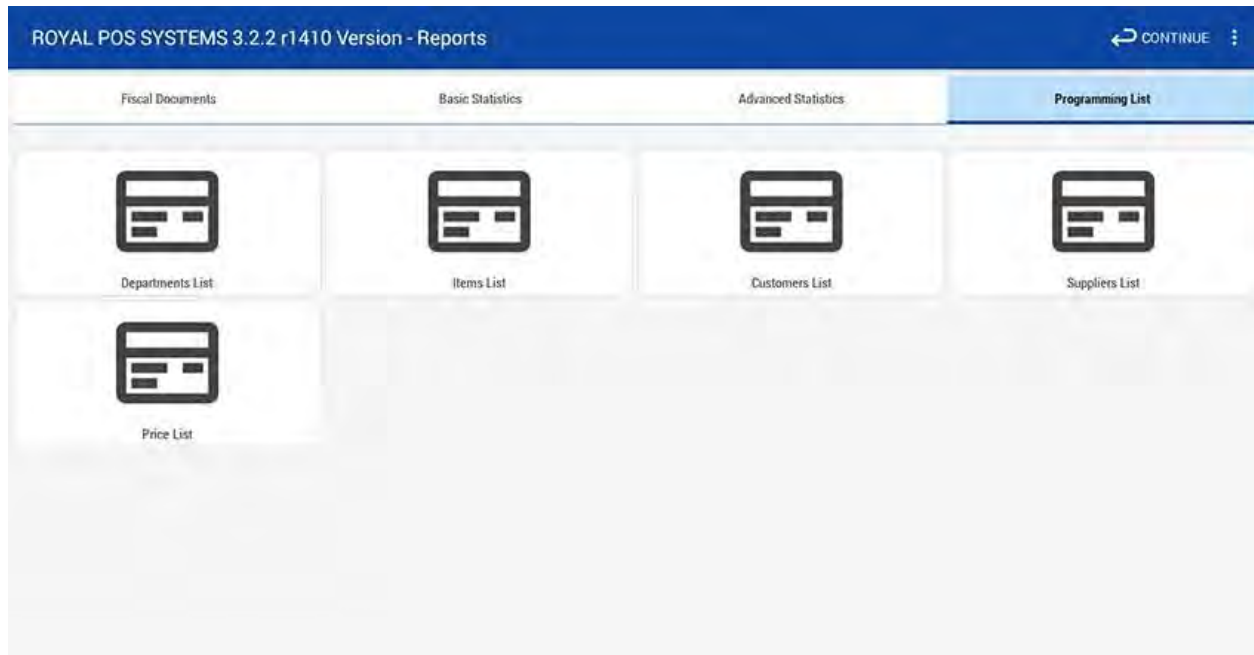 ROYAL POS SYSTEMS 3.2.2 r1410 Version - Reports
CONTINUE
Fiscal Documents
Basic Statistics
Advanced Statistics
Programming List
Departments List
Items List
Customers List
Suppliers List
Price List